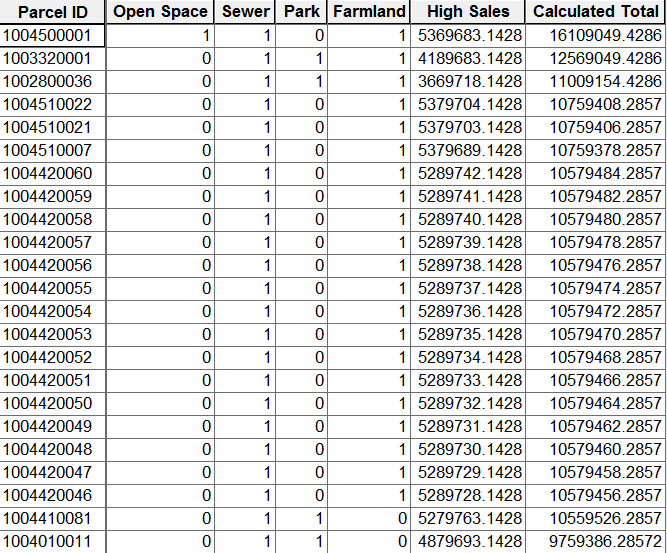 Parcel ID Open Space Sewer Park Farmland High Sales Calculated Total
1004500001 1 1 0 1 5369683.1428 16109049.4286
1003320001 0 1 1 1 4189683.1428 12569049.4286
1002800036 0 1 1 1 3669718.1428 11009154.4286
1004510022 0 1 0 1 5379704.1428 10759408.2857
1004510021 0 1 0 1 5379703.1428 10759406.2857
1004510007 0 1 0 1 5379689.1428 10759378.2857
1004420060 0 1 0 1 5289742.1428 10579484.2857
1004420059 0 1 0 1 5289741.1428 10579482.2857
1004420058 0 1 0 1 5289740.1428 10579480.2857
1004420057 0 1 0 1 5289739.1428 10579478.2857
1004420056 0 1 0 1 5289738.1428 10579476.2857
1004420055 0 1 0 1 5289737.1428 10579474.2857
1004420054 0 1 0 1 5289736.1428 10579472.2857
1004420053 0 1 0 1 5289735.1428 10579470.2857
1004420052 0 1 0 1 5289734.1428 10579468.2857
1004420051 0 1 0 1 5289733.1428 10579466.2857
1004420050 0 1 0 1 5289732.1428 10579464.2857
1004420049 0 1 0 1 5289731.1428 10579462.2857
1004420048 0 1 0 1 5289730.1428 10579460.2857
1004420047 0 1 0 1 5289729.1428 10579458.2857
1004420046 0 1 0 1 5289728.1428 10579456.2857
1004410081 0 1 1 0 5279763.1428 10559526.2857
1004010011 0 1 1 0 4879693.1428 9759386.28572